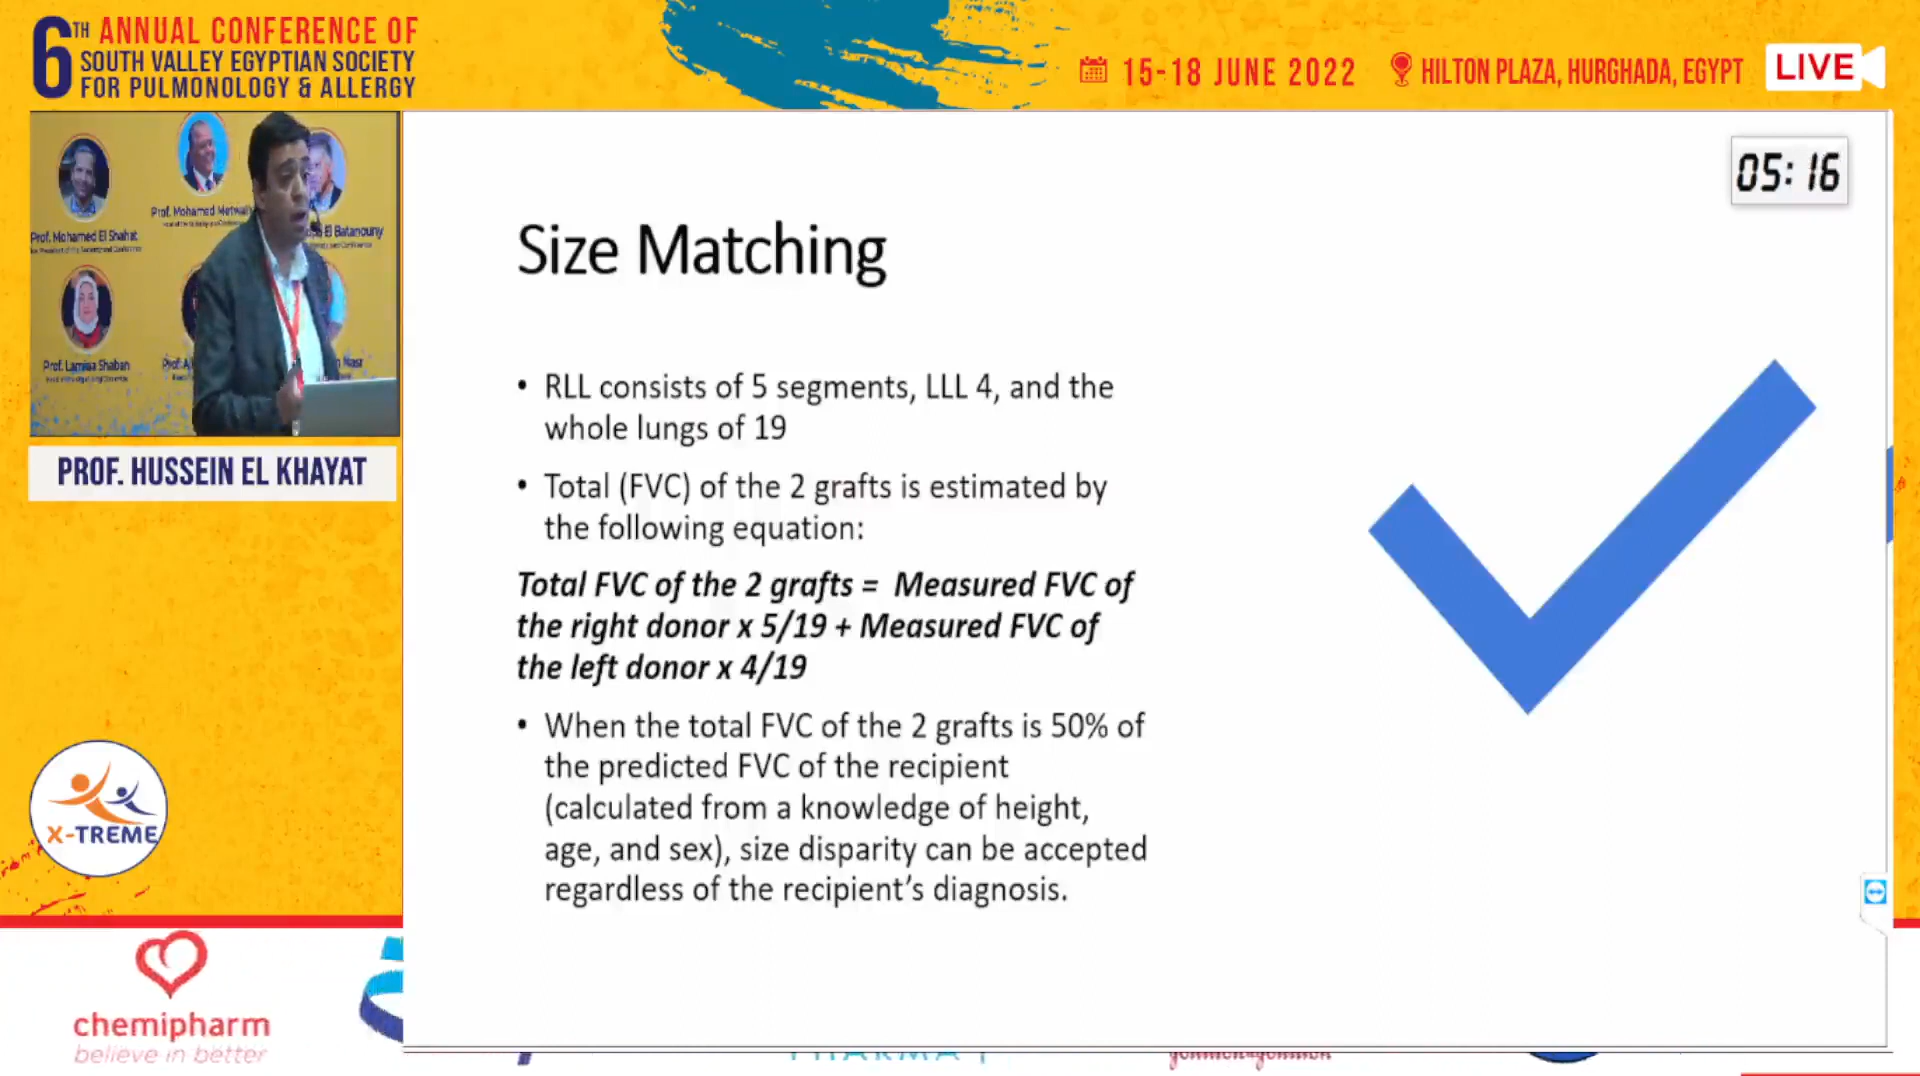 6TH ANNUAL CONFERENCE OF
SOUTH VALLEY EGYPTIAN SOCIETY
FOR PULMONOLOGY & ALLERGY
15-18 JUNE 2022
HILTON PLAZA, HURGHADA, EGYPT
LIVE
Prof. Mohamed El Shahat
Prof. Mohamed Metwal
El Batanouny
Prof. Lamiaa Shaban
Prof. A
Nasr
PROF. HUSSEIN EL KHAYAT
05:16
Size Matching
• RLL consists of 5 segments, LLL 4, and the
whole lungs of 19
• Total (FVC) of the 2 grafts is estimated by
the following equation:
Total FVC of the 2 grafts = Measured FVC of
the right donor x 5/19 + Measured FVC of
the left donor x 4/19
• When the total FVC of the 2 grafts is 50% of
the predicted FVC of the recipient
(calculated from a knowledge of height,
age, and sex), size disparity can be accepted
regardless of the recipient's diagnosis.
X-TREME
chemipharm
believe in better
PHARMA